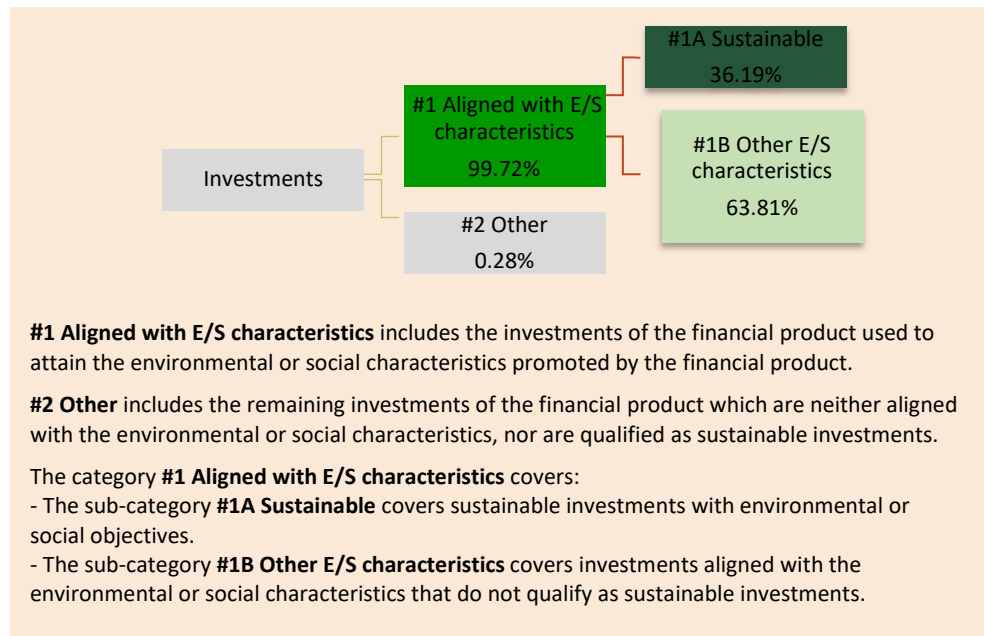 #1A Sustainable
36.19%
#1 Aligned with E/S
characteristics
99.72%
#1B Other E/S
characteristics
63.81%
Investments
#2 Other
0.28%
#1 Aligned with E/S characteristics includes the investments of the financial product used to
attain the environmental or social characteristics promoted by the financial product.
#2 Other includes the remaining investments of the financial product which are neither aligned
with the environmental or social characteristics, nor are qualified as sustainable investments.
The category #1 Aligned with E/S characteristics covers:
- The sub-category #1A Sustainable covers sustainable investments with environmental or
social objectives.
- The sub-category #1B Other E/S characteristics covers investments aligned with the
environmental or social characteristics that do not qualify as sustainable investments.